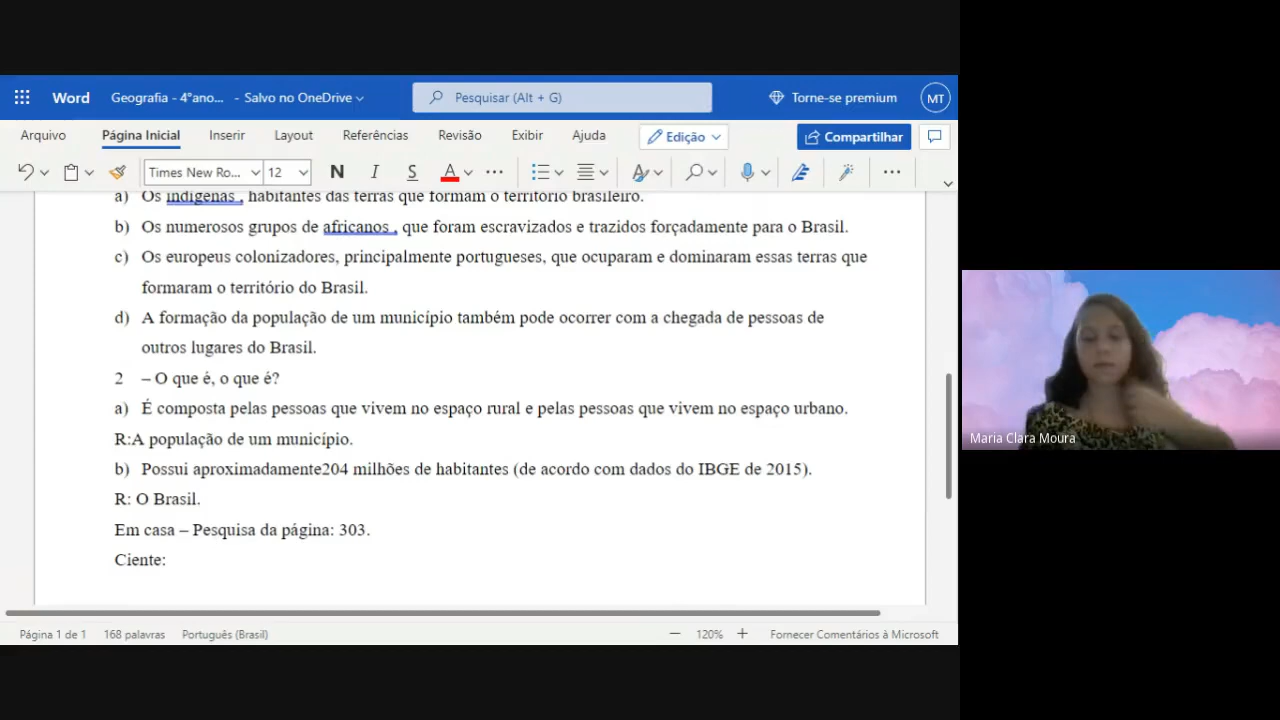 Word Geografia - 4°ano... - Salvo no OneDrive Pesquisar (Alt + G) Torne-se premium MT
Arquivo Página Inicial Inserir Layout Referências Revisão Exibir Ajuda Edição Compartilhar
Times New Ro... 12 N I S A ...
a) Os indígenas , habitantes das terras que formam o território brasileiro.
b) Os numerosos grupos de africanos , que foram escravizados e trazidos forçadamente para o Brasil.
c) Os europeus colonizadores, principalmente portugueses, que ocuparam e dominaram essas terras que
formaram o território do Brasil.
d) A formação da população de um município também pode ocorrer com a chegada de pessoas de
outros lugares do Brasil.
2 – O que é, o que é?
a) É composta pelas pessoas que vivem no espaço rural e pelas pessoas que vivem no espaço urbano.
R:A população de um município.
b) Possui aproximadamente204 milhões de habitantes (de acordo com dados do IBGE de 2015).
R: O Brasil.
Em casa – Pesquisa da página: 303.
Ciente:
Página 1 de 1 168 palavras Português (Brasil) 120% Fornecer Comentários à Microsoft
Maria Clara Moura